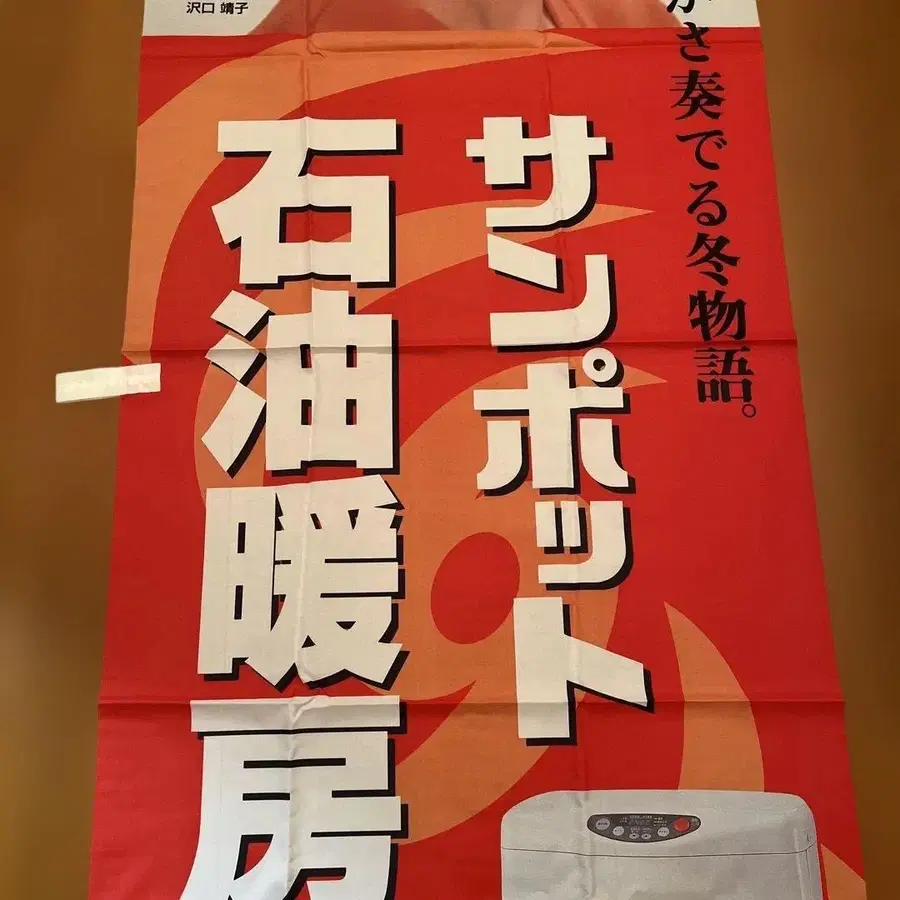 沢口 靖子
さ奏でる冬物語。
サンポット
石油暖房